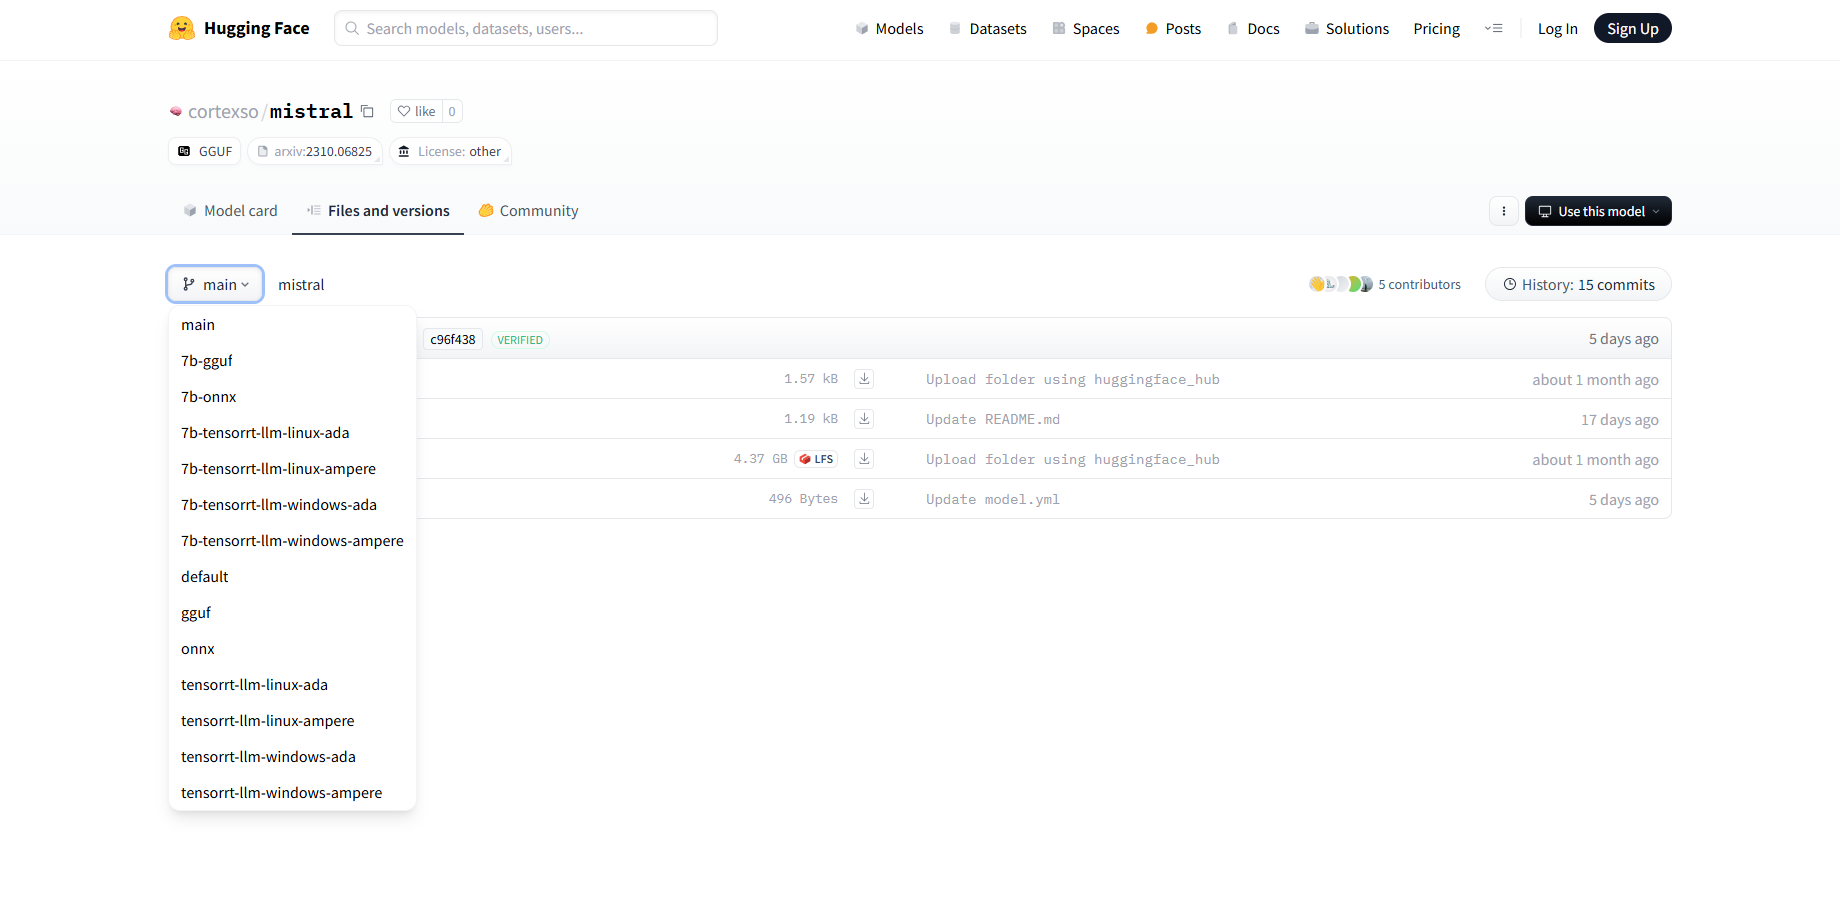 Hugging Face
Search models, datasets, users...
Models
Datasets
Spaces
Posts
Docs
Solutions
Pricing
Log In
Sign Up
cortexso/mistral
like 0
GGUF
arxiv:2310.06825
License: other
Model card
Files and versions
Community
Use this model
main
mistral
5 contributors
History: 15 commits
main
7b-gguf
7b-onnx
7b-tensorrt-llm-linux-ada
7b-tensorrt-llm-linux-ampere
7b-tensorrt-llm-windows-ada
7b-tensorrt-llm-windows-ampere
default
gguf
onnx
tensorrt-llm-linux-ada
tensorrt-llm-linux-ampere
tensorrt-llm-windows-ada
tensorrt-llm-windows-ampere
c96f438 VERIFIED 5 days ago
1.57 kB Upload folder using huggingface_hub about 1 month ago
1.19 kB Update README.md 17 days ago
4.37 GB LFS Upload folder using huggingface_hub about 1 month ago
496 Bytes Update model.yml 5 days ago